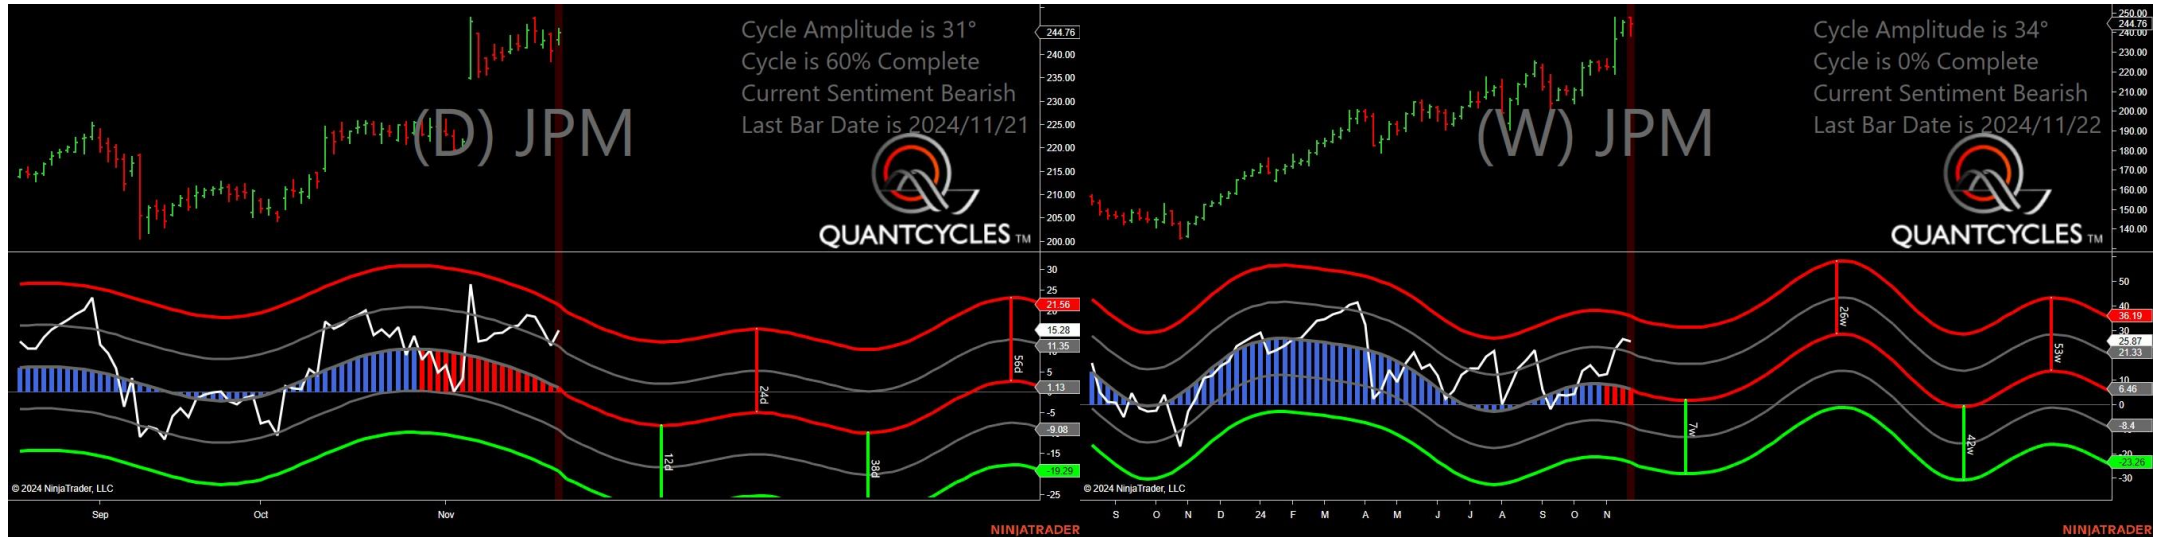 Cycle Amplitude is 31°
Cycle is 60% Complete
Current Sentiment Bearish
Last Bar Date is 2024/11/21
(D) JPM
QUANTCYCLES TM
244.76
240.00
235.00
230.00
225.00
220.00
215.00
210.00
205.00
200.00
30
25
21.56
20
15.28
11.35
5
1.13
-5
-9.08
-15
-19.29
-25
12d
24d
38d
56d
© 2024 NinjaTrader, LLC
Sep Oct Nov
NINJATRADER
Cycle Amplitude is 34°
Cycle is 0% Complete
Current Sentiment Bearish
Last Bar Date is 2024/11/22
(W) JPM
QUANTCYCLES TM
250.00
244.76
240.00
230.00
220.00
210.00
200.00
190.00
180.00
170.00
160.00
150.00
140.00
50
40
36.19
30
25.87
21.33
10
6.46
0
-8.4
-20
-23.26
-30
7w
26w
42w
53w
© 2024 NinjaTrader, LLC
S O N D 24 F M A M J J A S O N
NINJATRADER